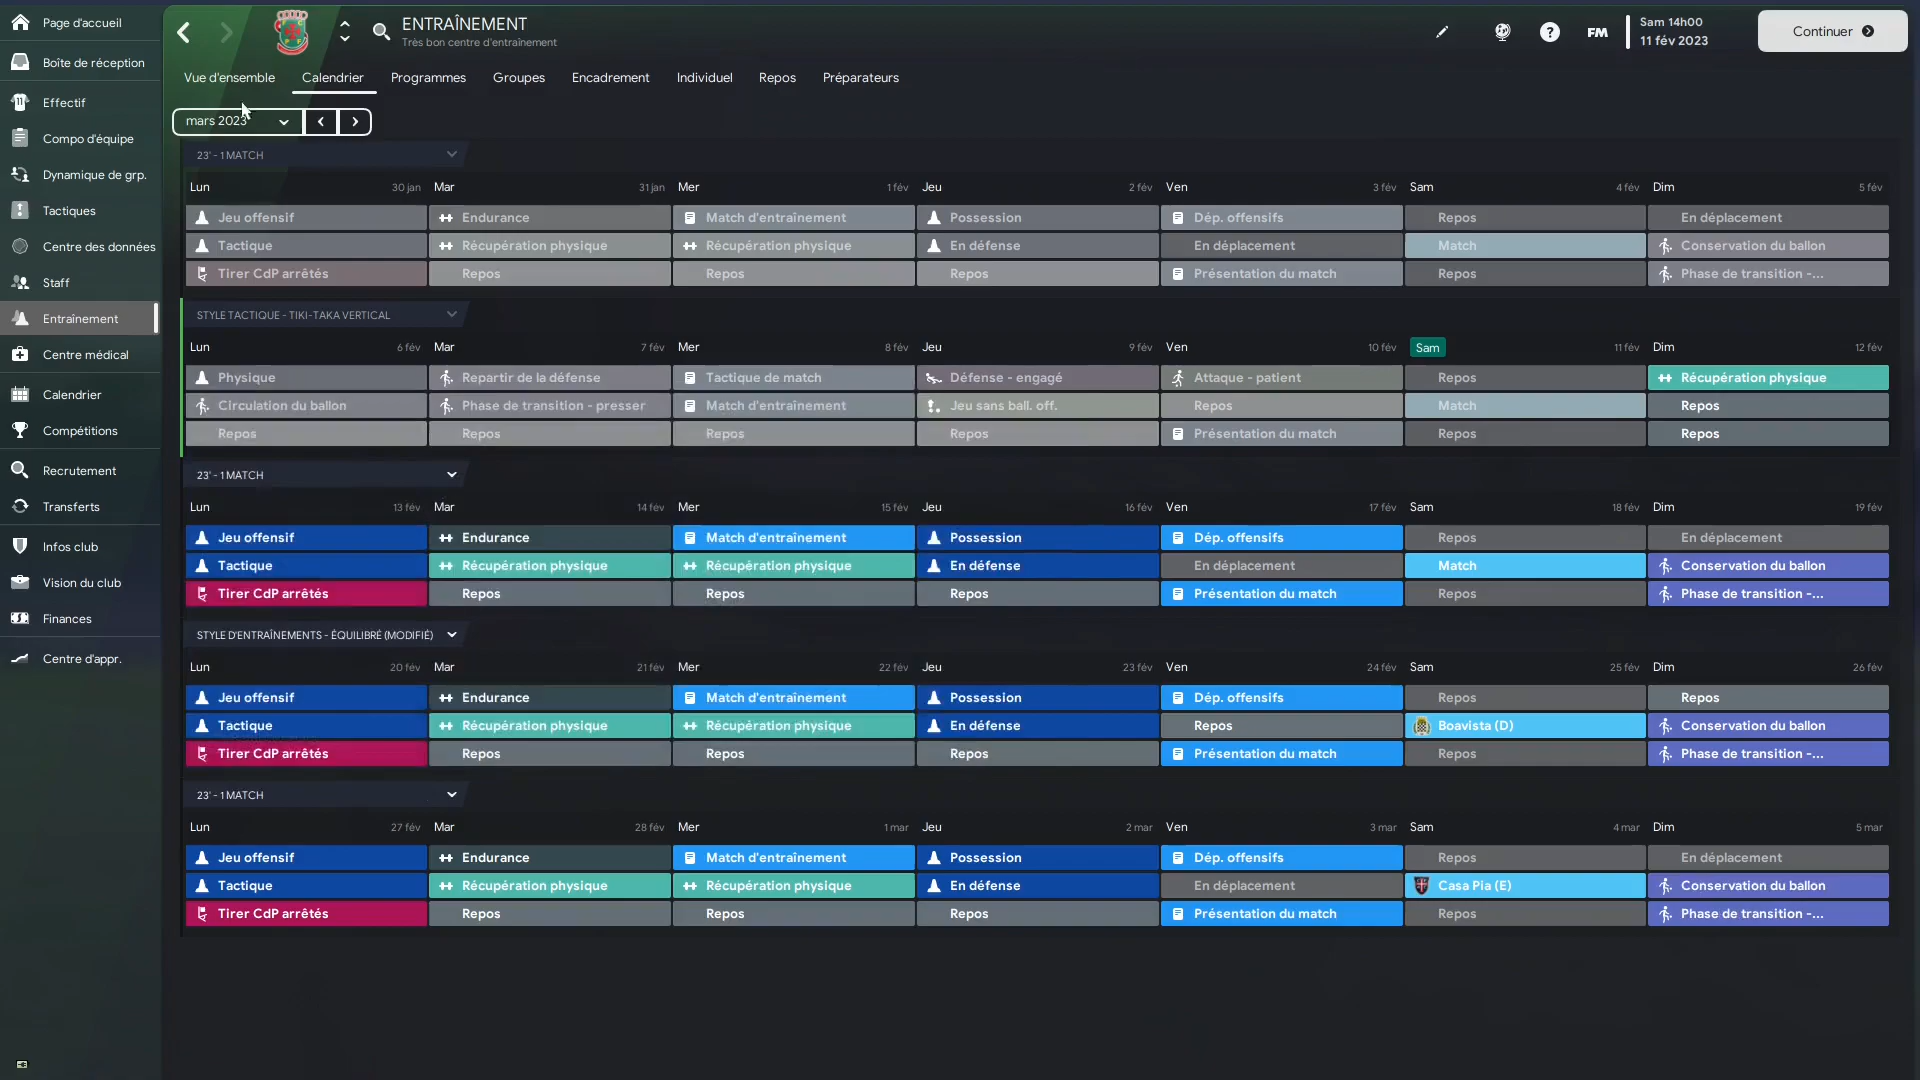 Page d'accueil
Boîte de réception
Effectif
Compo d'équipe
Dynamique de grp.
Tactiques
Centre des données
Staff
Entraînement
Centre médical
Calendrier
Compétitions
Recrutement
Transferts
Infos club
Vision du club
Finances
Centre d'appr.
ENTRAÎNEMENT
Très bon centre d'entraînement
FM
Sam 14h00
11 fév 2023
Continuer
Vue d'ensemble Calendrier Programmes Groupes Encadrement Individuel Repos Préparateurs
mars 2023
23' - 1 MATCH
Lun 30 jan Mar 31 jan Mer 1 fév Jeu 2 fév Ven 3 fév Sam 4 fév Dim 5 fév
Jeu offensif Endurance Match d'entraînement Possession Dép. offensifs Repos En déplacement
Tactique Récupération physique Récupération physique En défense En déplacement Match Conservation du ballon
Tirer CdP arrêtés Repos Repos Repos Présentation du match Repos Phase de transition -...
STYLE TACTIQUE - TIKI-TAKA VERTICAL
Lun 6 fév Mar 7 fév Mer 8 fév Jeu 9 fév Ven 10 fév Sam 11 fév Dim 12 fév
Physique Repartir de la défense Tactique de match Défense - engagé Attaque - patient Repos Récupération physique
Circulation du ballon Phase de transition - presser Match d'entraînement Jeu sans ball. off. Repos Match Repos
Repos Repos Repos Repos Présentation du match Repos Repos
23' - 1 MATCH
Lun 13 fév Mar 14 fév Mer 15 fév Jeu 16 fév Ven 17 fév Sam 18 fév Dim 19 fév
Jeu offensif Endurance Match d'entraînement Possession Dép. offensifs Repos En déplacement
Tactique Récupération physique Récupération physique En défense En déplacement Match Conservation du ballon
Tirer CdP arrêtés Repos Repos Repos Présentation du match Repos Phase de transition -...
STYLE D'ENTRAÎNEMENTS - ÉQUILIBRÉ (MODIFIÉ)
Lun 20 fév Mar 21 fév Mer 22 fév Jeu 23 fév Ven 24 fév Sam 25 fév Dim 26 fév
Jeu offensif Endurance Match d'entraînement Possession Dép. offensifs Repos Repos
Tactique Récupération physique Récupération physique En défense Repos Boavista (D) Conservation du ballon
Tirer CdP arrêtés Repos Repos Repos Présentation du match Repos Phase de transition -...
23' - 1 MATCH
Lun 27 fév Mar 28 fév Mer 1 mar Jeu 2 mar Ven 3 mar Sam 4 mar Dim 5 mar
Jeu offensif Endurance Match d'entraînement Possession Dép. offensifs Repos En déplacement
Tactique Récupération physique Récupération physique En défense En déplacement Casa Pia (E) Conservation du ballon
Tirer CdP arrêtés Repos Repos Repos Présentation du match Repos Phase de transition -...